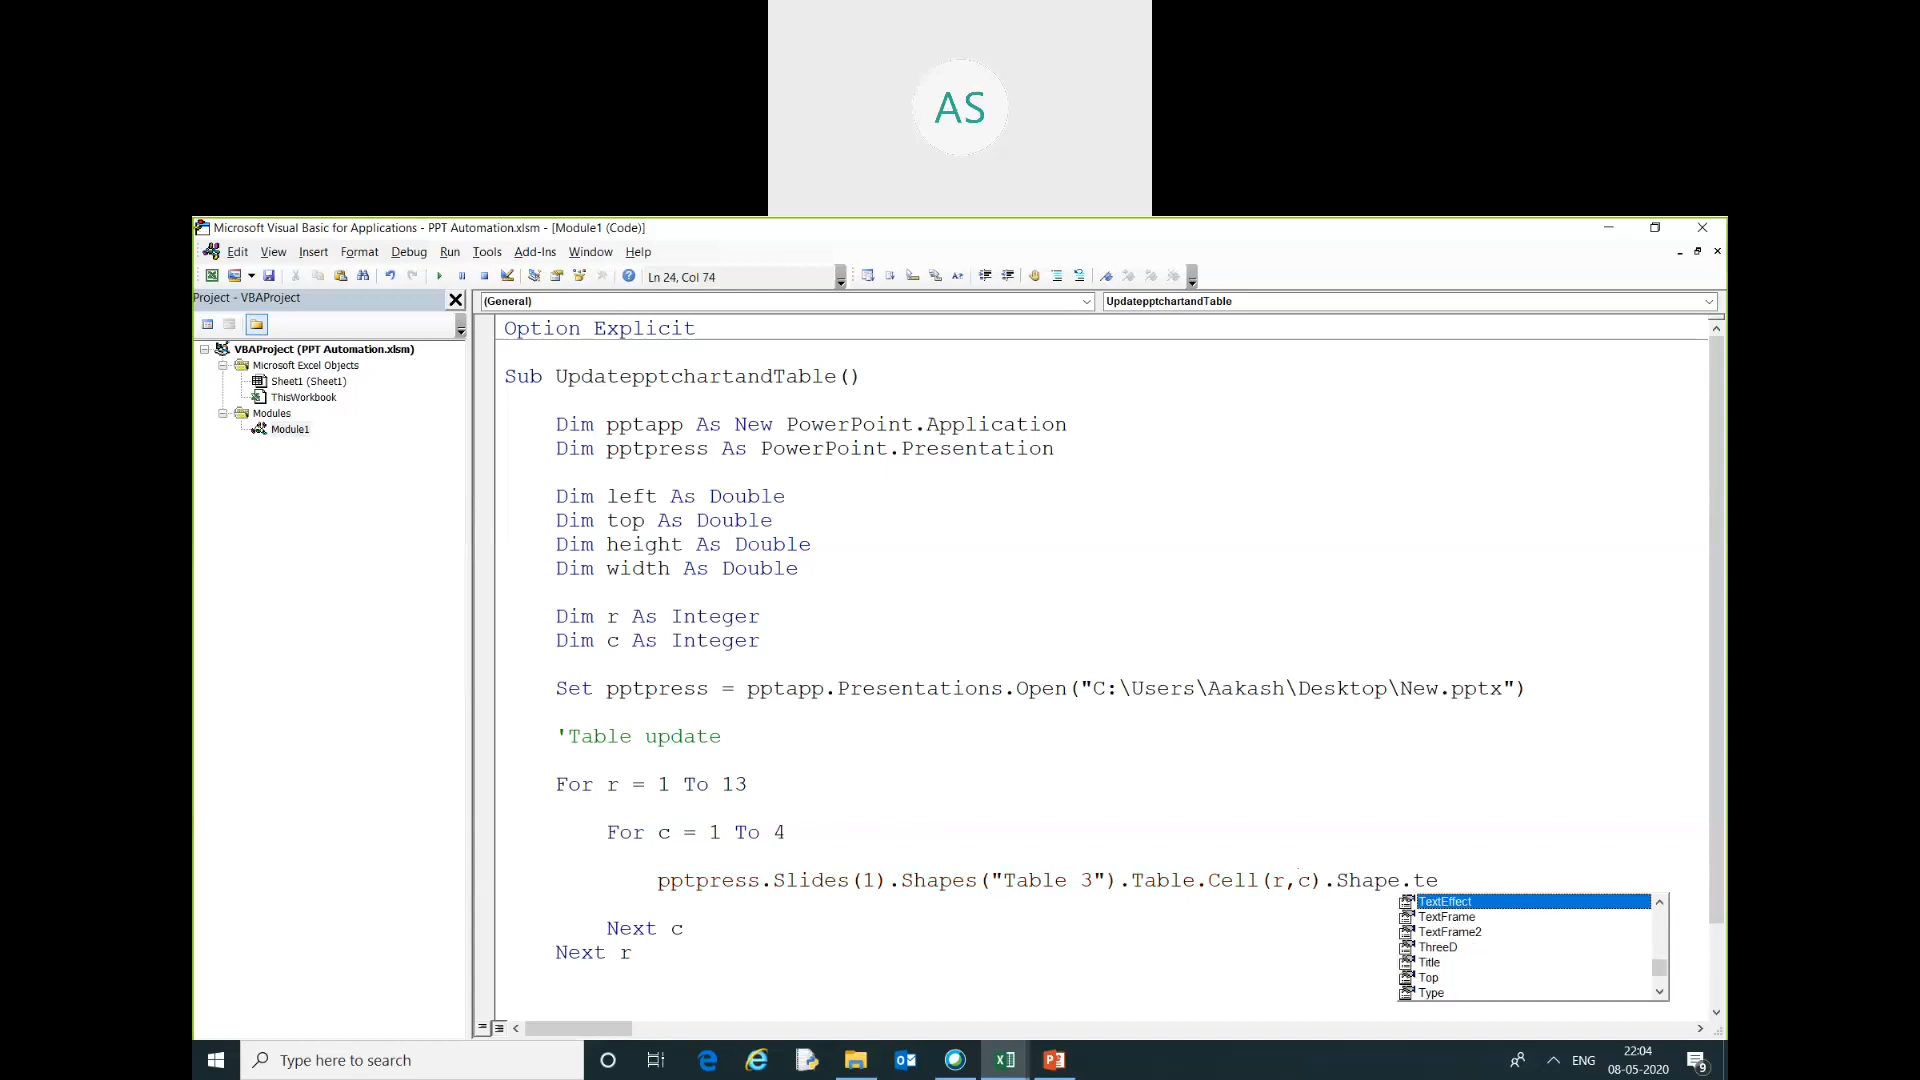 AS
Microsoft Visual Basic for Applications - PPT Automation.xlsm - [Module1 (Code)]
Edit View Insert Format Debug Run Tools Add-Ins Window Help
Ln 24, Col 74
Project - VBAProject
(General)
UpdatepptchartandTable
VBAProject (PPT Automation.xlsm)
Microsoft Excel Objects
Sheet1 (Sheet1)
ThisWorkbook
Modules
Module1
Option Explicit
Sub UpdatepptchartandTable()
Dim pptapp As New PowerPoint.Application
Dim pptpress As PowerPoint.Presentation
Dim left As Double
Dim top As Double
Dim height As Double
Dim width As Double
Dim r As Integer
Dim c As Integer
Set pptpress = pptapp.Presentations.Open("C:\Users\Aakash\Desktop\New.pptx")
'Table update
For r = 1 To 13
For c = 1 To 4
pptpress.Slides(1).Shapes("Table 3").Table.Cell(r,c).Shape.te
TextEffect
TextFrame
TextFrame2
ThreeD
Title
Top
Type
Next c
Next r
Type here to search
ENG
22:04
08-05-2020
9